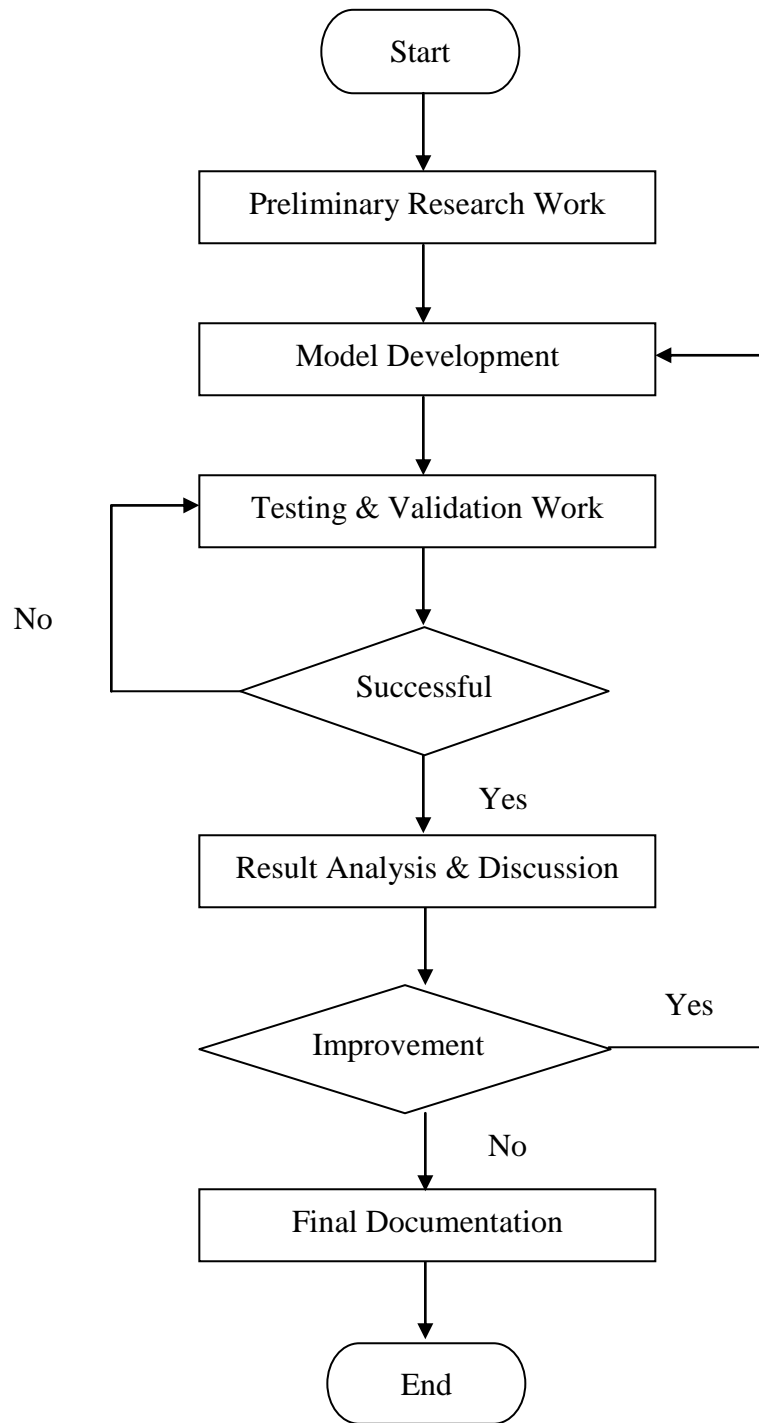 Start
Preliminary Research Work
Model Development
Testing & Validation Work
No
Successful
Yes
Result Analysis & Discussion
Yes
Improvement
No
Final Documentation
End